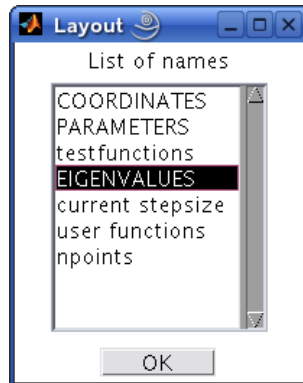 Layout
List of names
COORDINATES
PARAMETERS
testfunctions
EIGENVALUES
current stepsize
user functions
npoints
OK